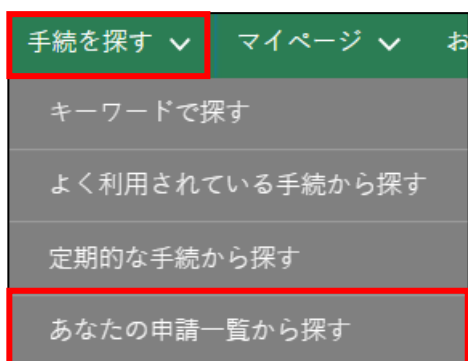 手続を探す マイページ お
キーワードで探す
よく利用されている手続から探す
定期的な手続から探す
あなたの申請一覧から探す